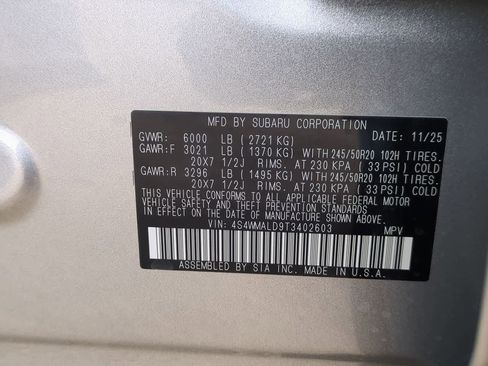 MFD BY SUBARU CORPORATION
GVWR: 6000 LB ( 2721 KG) DATE: 11/25
GAWR:F 3021 LB ( 1370 KG) WITH 245/50R20 102H TIRES.
20X7 1/2J RIMS. AT 230 KPA ( 33 PSI) COLD
GAWR:R 3296 LB ( 1495 KG) WITH 245/50R20 102H TIRES.
20X7 1/2J RIMS. AT 230 KPA ( 33 PSI) COLD
THIS VEHICLE CONFORMS TO ALL APPLICABLE FEDERAL MOTOR
VEHICLE SAFETY AND THEFT PREVENTION STANDARDS
IN EFFECT ON THE DATE OF MANUFACTURE SHOWN ABOVE.
VIN: 4S4WMALD9T3402603 MPV
ASSEMBLED BY SIA INC. MADE IN U.S.A.